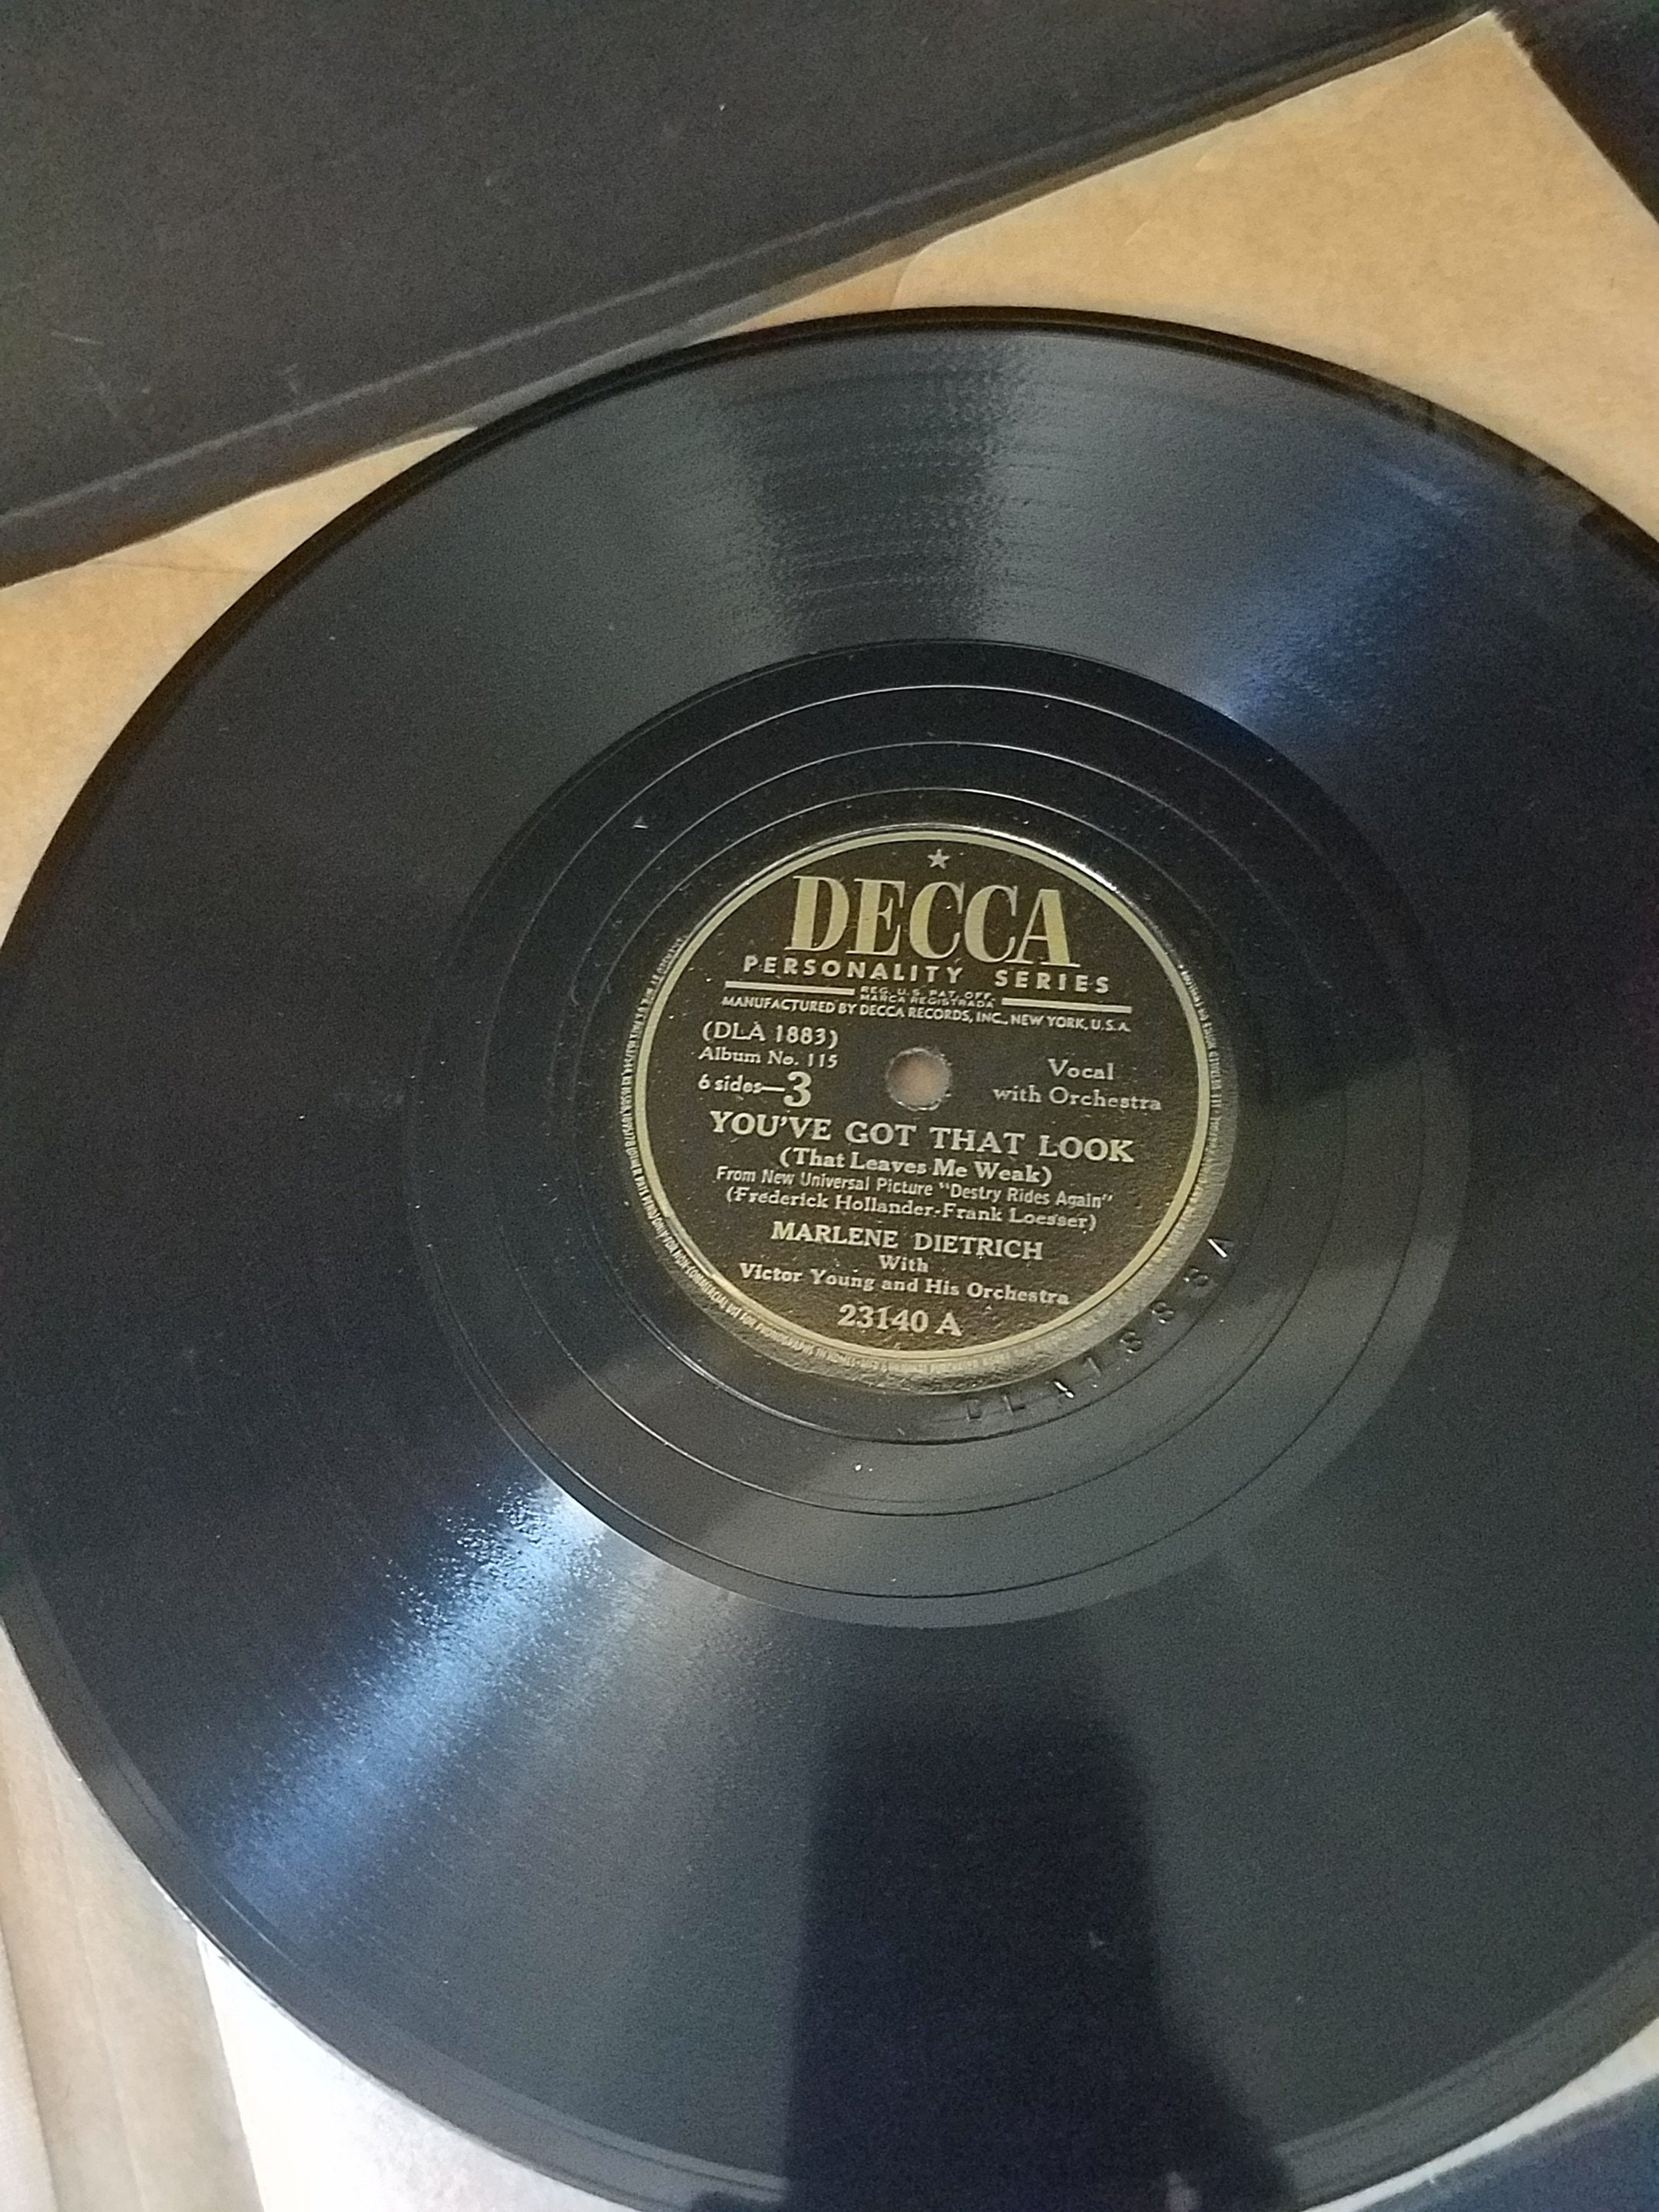 DECCA
PERSONALITY SERIES
REG. U.S. PAT. OFF.
MARCA REGISTRADA
MANUFACTURED BY DECCA RECORDS, INC., NEW YORK, U.S.A.
(DLA 1883)
Album No. 115
6 sides—3
Vocal
with Orchestra
YOU'VE GOT THAT LOOK
(That Leaves Me Weak)
From New Universal Picture "Destry Rides Again"
(Frederick Hollander-Frank Loesser)
MARLENE DIETRICH
With
Victor Young and His Orchestra
23140 A
DLA1883A